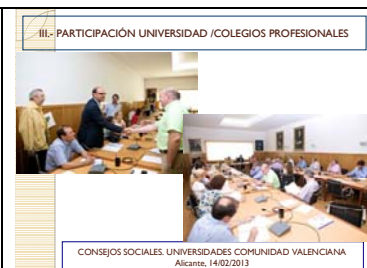 III.- PARTICIPACIÓN UNIVERSIDAD /COLEGIOS PROFESIONALES
CONSEJOS SOCIALES. UNIVERSIDADES COMUNIDAD VALENCIANA
Alicante, 14/02/2013